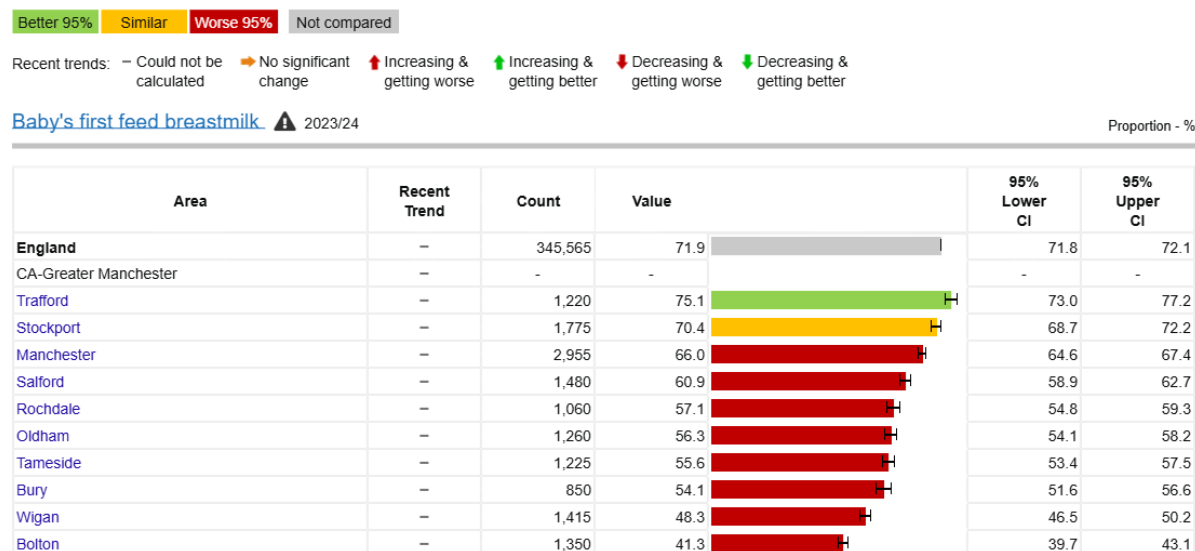 Better 95% Similar Worse 95% Not compared
Recent trends: – Could not be calculated No significant change Increasing & getting worse Increasing & getting better Decreasing & getting worse Decreasing & getting better
Baby's first feed breastmilk 2023/24
Proportion - %
Area Recent Trend Count Value 95% Lower CI 95% Upper CI
England – 345,565 71.9 71.8 72.1
CA-Greater Manchester – - - - -
Trafford – 1,220 75.1 73.0 77.2
Stockport – 1,775 70.4 68.7 72.2
Manchester – 2,955 66.0 64.6 67.4
Salford – 1,480 60.9 58.9 62.7
Rochdale – 1,060 57.1 54.8 59.3
Oldham – 1,260 56.3 54.1 58.2
Tameside – 1,225 55.6 53.4 57.5
Bury – 850 54.1 51.6 56.6
Wigan – 1,415 48.3 46.5 50.2
Bolton – 1,350 41.3 39.7 43.1